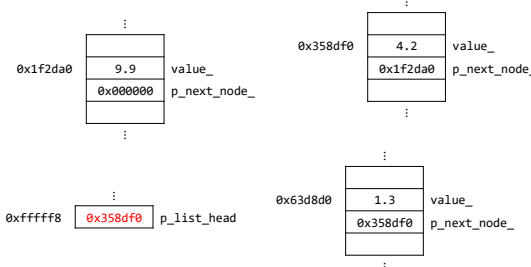 0x1f2da0 9.9 value_
0x000000 p_next_node_
0x358df0 4.2 value_
0x1f2da0 p_next_node_
0xfffff8 0x358df0 p_list_head
0x63d8d0 1.3 value_
0x358df0 p_next_node_